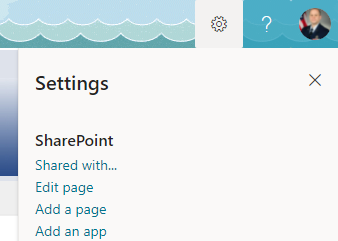 ?
Settings
SharePoint
Shared with...
Edit page
Add a page
Add an app